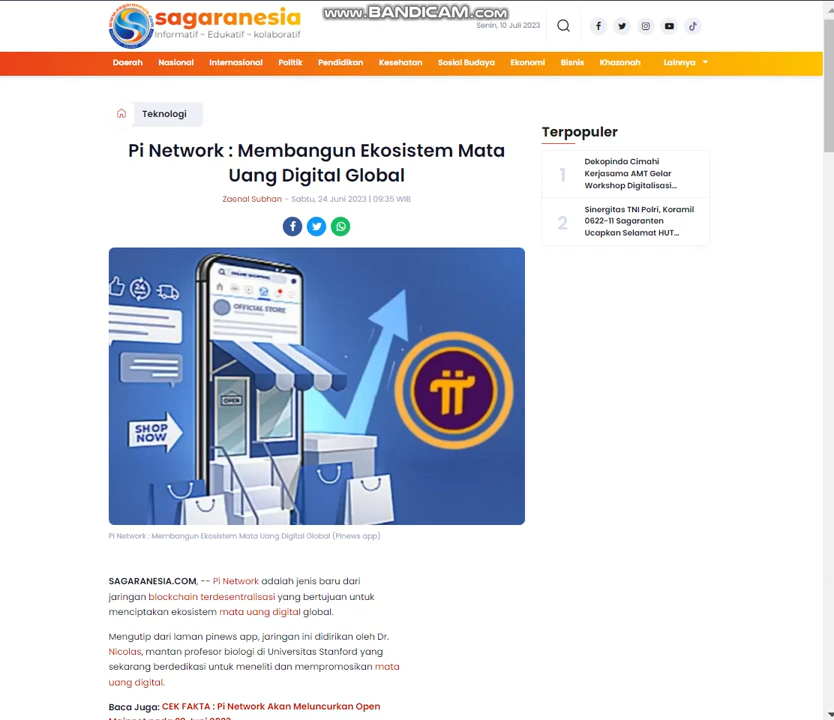 www.BANDICAM.com
sagaranesia
Informatif ~ Edukatif ~ kolaboratif
Senin, 10 Juli 2023
Daerah Nasional Internasional Politik Pendidikan Kesehatan Sosial Budaya Ekonomi Bisnis Khazanah Lainnya
Teknologi
Pi Network : Membangun Ekosistem Mata
Uang Digital Global
Zaenal Subhan - Sabtu, 24 Juni 2023 | 09:35 WIB
24
OFFICIAL STORE
OPEN
SHOP
NOW
Pi Network : Membangun Ekosistem Mata Uang Digital Global (Pinews app)
SAGARANESIA.COM, -- Pi Network adalah jenis baru dari
jaringan blockchain terdesentralisasi yang bertujuan untuk
menciptakan ekosistem mata uang digital global.
Mengutip dari laman pinews app, jaringan ini didirikan oleh Dr.
Nicolas, mantan profesor biologi di Universitas Stanford yang
sekarang berdedikasi untuk meneliti dan mempromosikan mata
uang digital.
Baca Juga: CEK FAKTA : Pi Network Akan Meluncurkan Open
Terpopuler
1
Dekopinda Cimahi
Kerjasama AMT Gelar
Workshop Digitalisasi...
2
Sinergitas TNI Polri, Koramil
0622-11 Sagaranten
Ucapkan Selamat HUT...